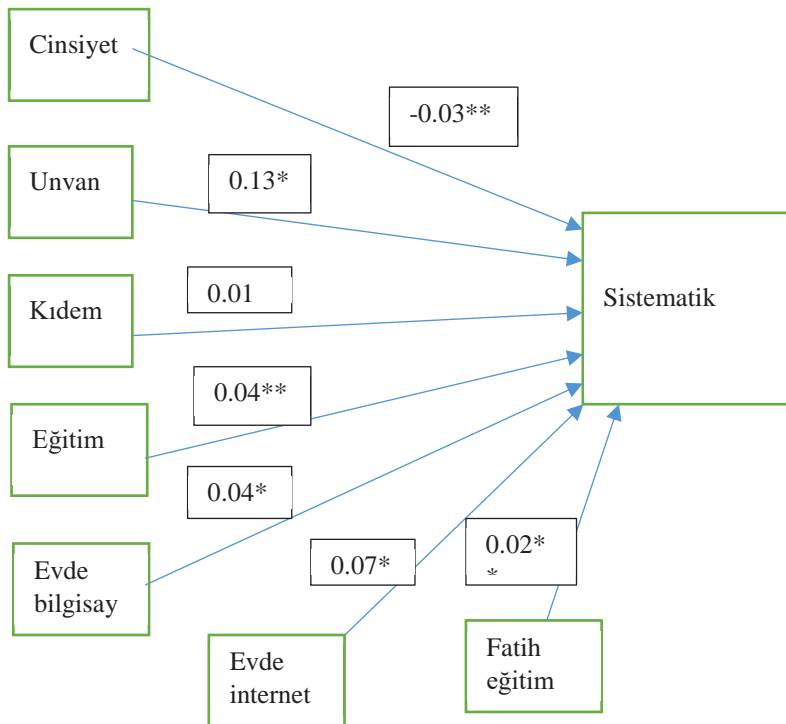 Cinsiyet
-0.03**
Unvan
0.13*
Kıdem
0.01
Sistematik
Eğitim
0.04**
0.04*
Evde
bilgisay
0.07*
0.02*
*
Evde
internet
Fatih
eğitim